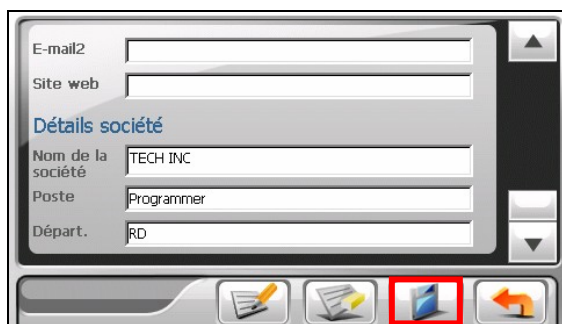 E-mail2
Site web
Détails société
Nom de la
société
TECH INC
Poste
Programmer
Départ.
RD